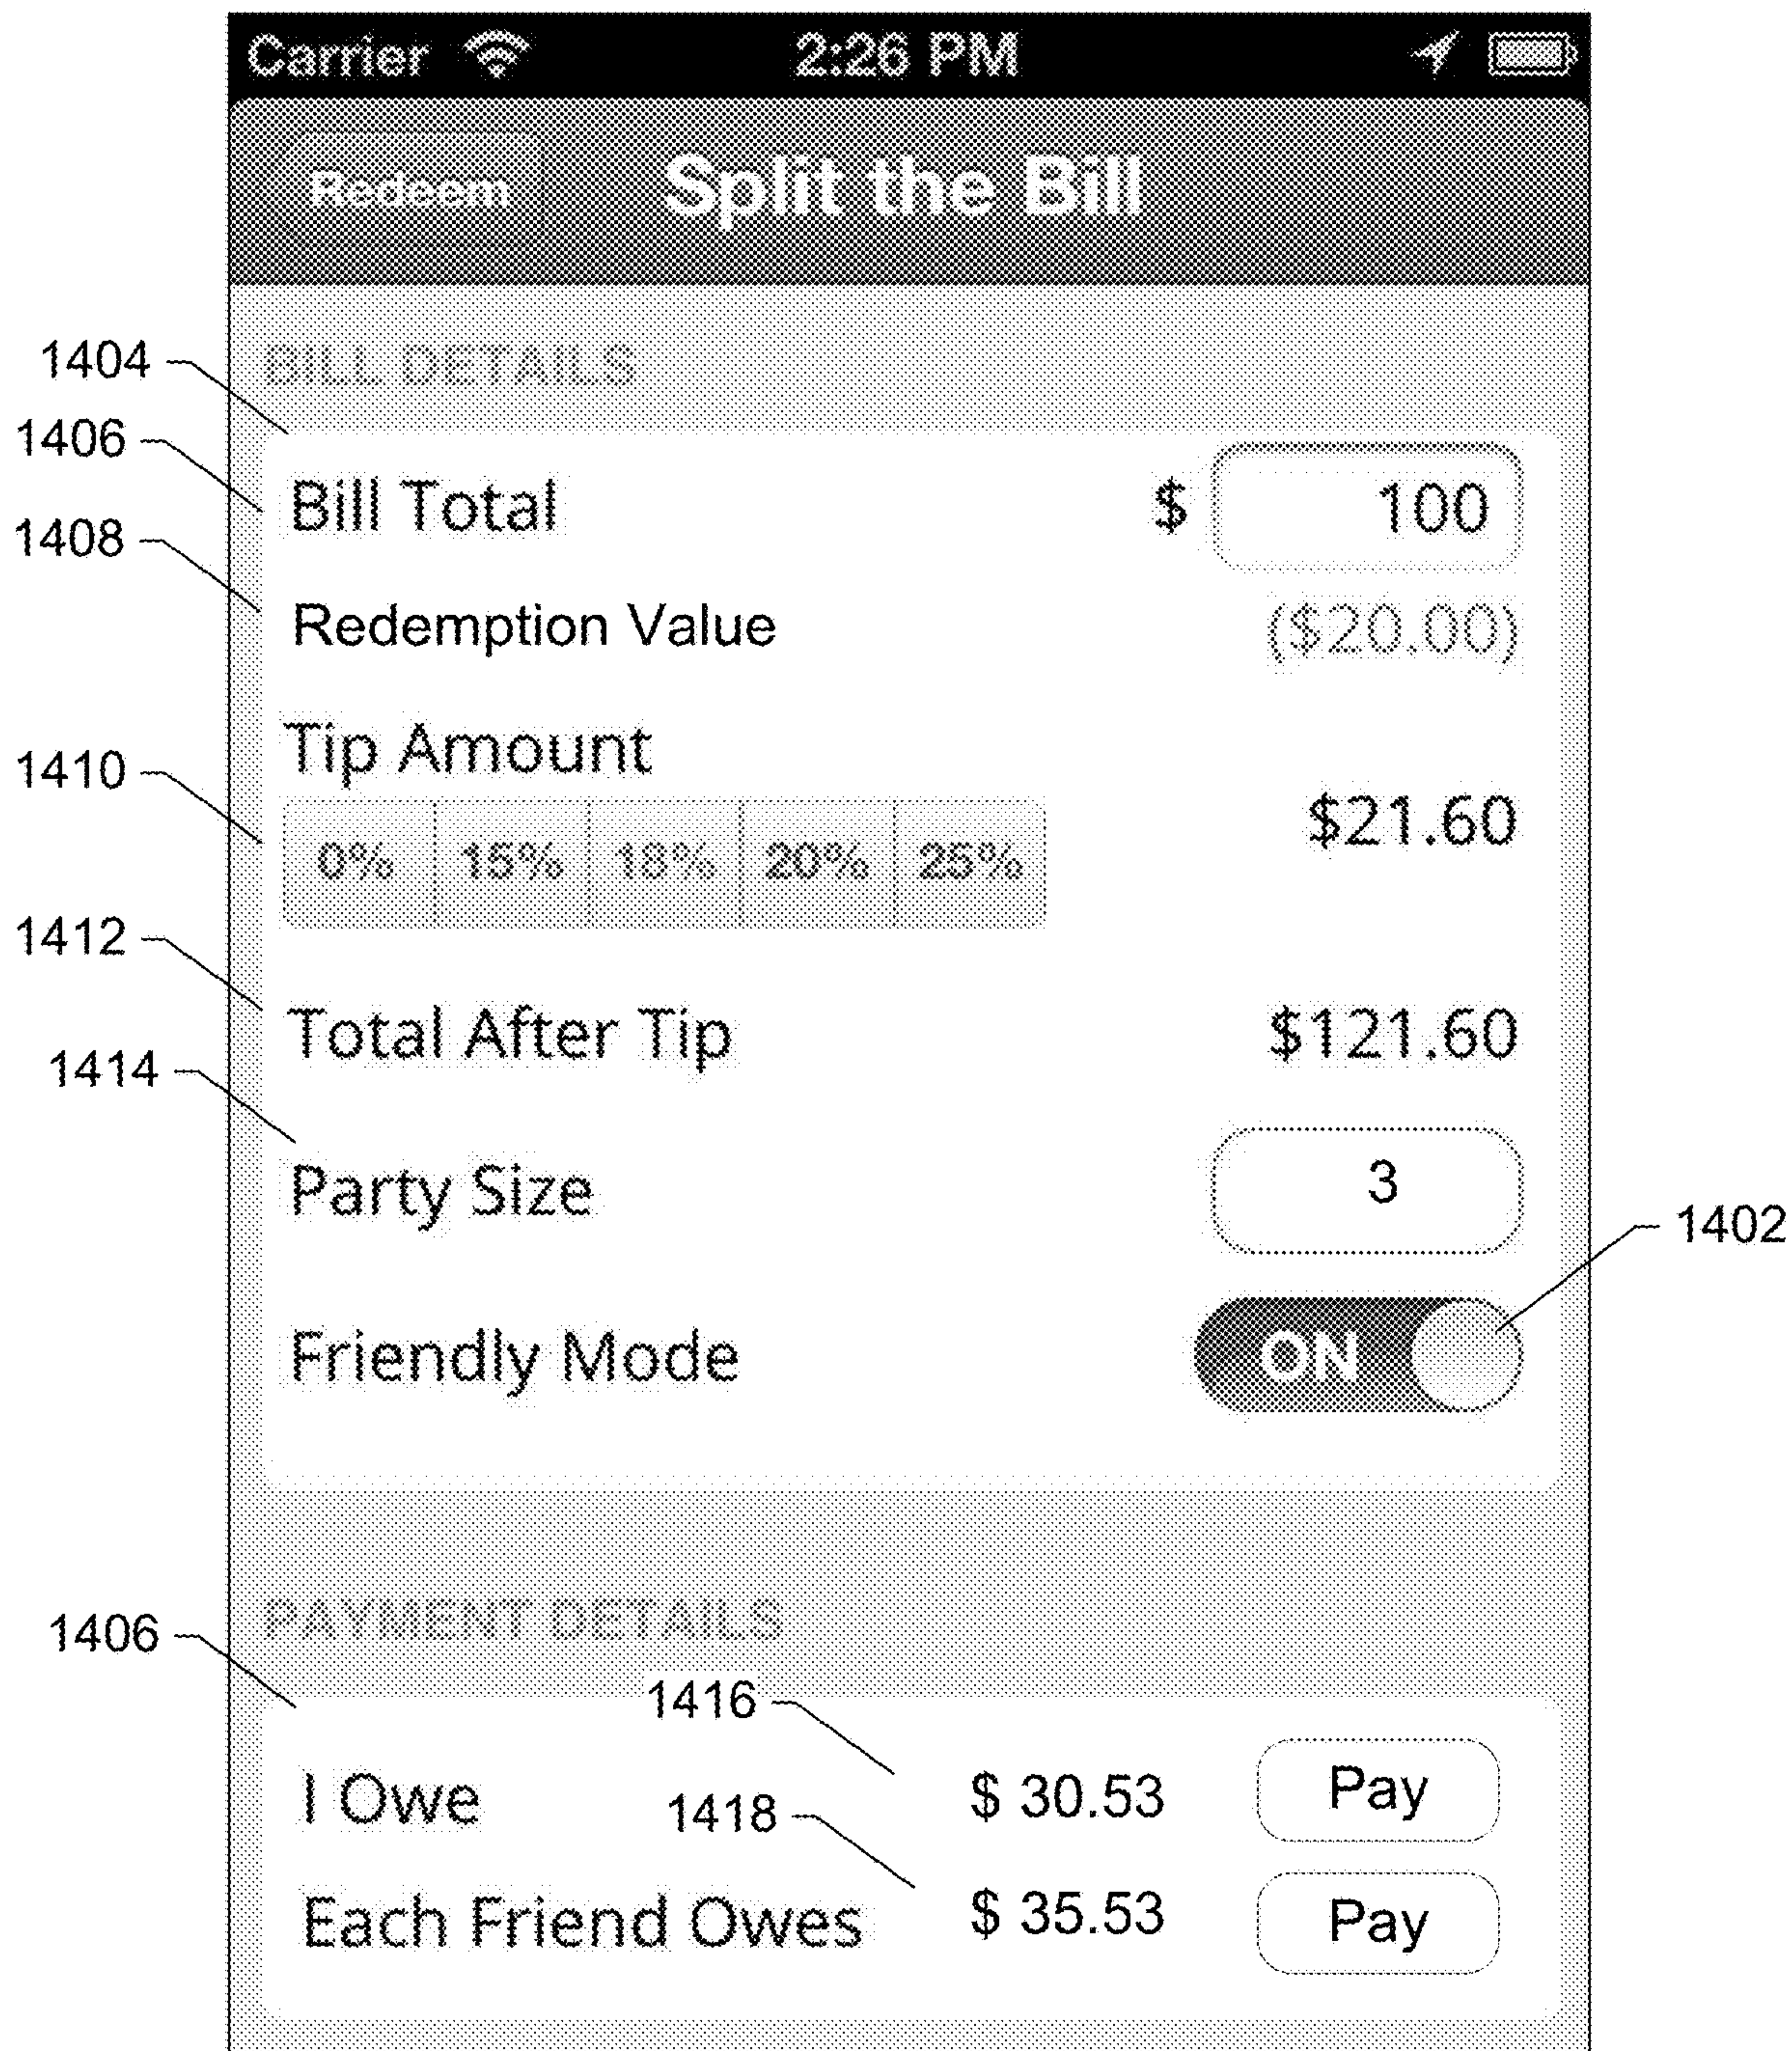 Carrier 2:26 PM
Redeem Split the Bill
1404 BILL DETAILS
1406 Bill Total $ 100
1408 Redemption Value ($20.00)
Tip Amount
1410 0% 15% 18% 20% 25% $21.60
1412 Total After Tip $121.60
1414 Party Size 3
1402
Friendly Mode ON
PAYMENT DETAILS
1406
1416
I Owe $ 30.53 Pay
1418
Each Friend Owes $ 35.53 Pay